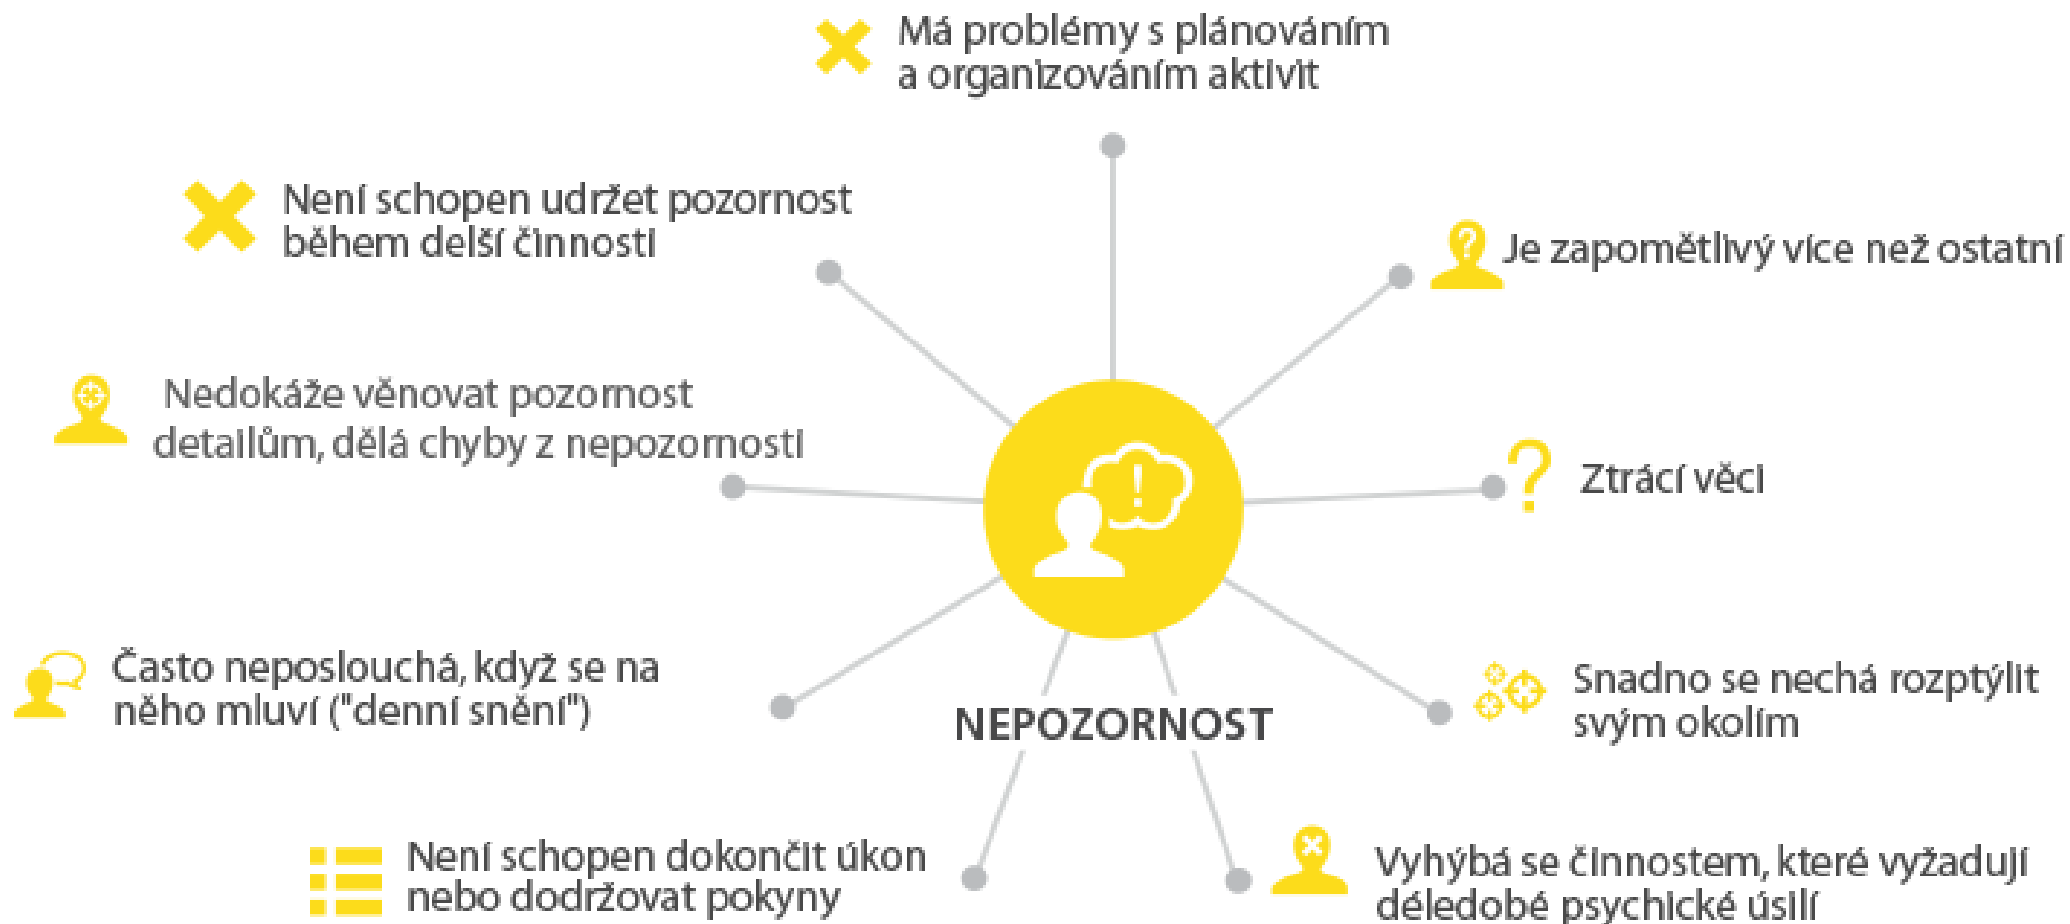 Má problémy s plánováním
a organizováním aktivit
Není schopen udržet pozornost
během delší činnosti
Je zapomětlivý více než ostatní
Nedokáže věnovat pozornost
detailům, dělá chyby z nepozornosti
Ztrácí věci
Často neposlouchá, když se na
něho mluví ("denní snění")
Snadno se nechá rozptýlit
svým okolím
NEPOZORNOST
Není schopen dokončit úkon
nebo dodržovat pokyny
Vyhýbá se činnostem, které vyžadují
déledobé psychické úsilí